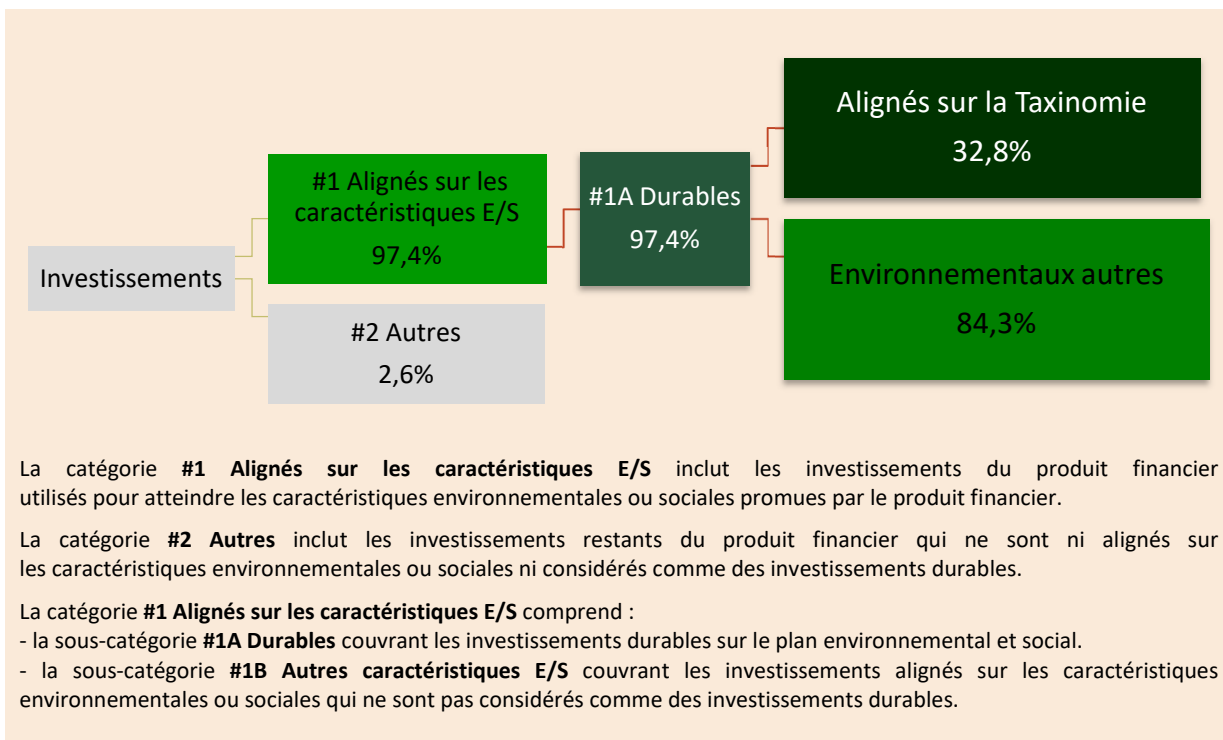 Investissements
#1 Alignés sur les
caractéristiques E/S
97,4%
#2 Autres
2,6%
#1A Durables
97,4%
Alignés sur la Taxinomie
32,8%
Environnementaux autres
84,3%
La catégorie #1 Alignés sur les caractéristiques E/S inclut les investissements du produit financier
utilisés pour atteindre les caractéristiques environnementales ou sociales promues par le produit financier.
La catégorie #2 Autres inclut les investissements restants du produit financier qui ne sont ni alignés sur
les caractéristiques environnementales ou sociales ni considérés comme des investissements durables.
La catégorie #1 Alignés sur les caractéristiques E/S comprend :
- la sous-catégorie #1A Durables couvrant les investissements durables sur le plan environnemental et social.
- la sous-catégorie #1B Autres caractéristiques E/S couvrant les investissements alignés sur les caractéristiques
environnementales ou sociales qui ne sont pas considérés comme des investissements durables.